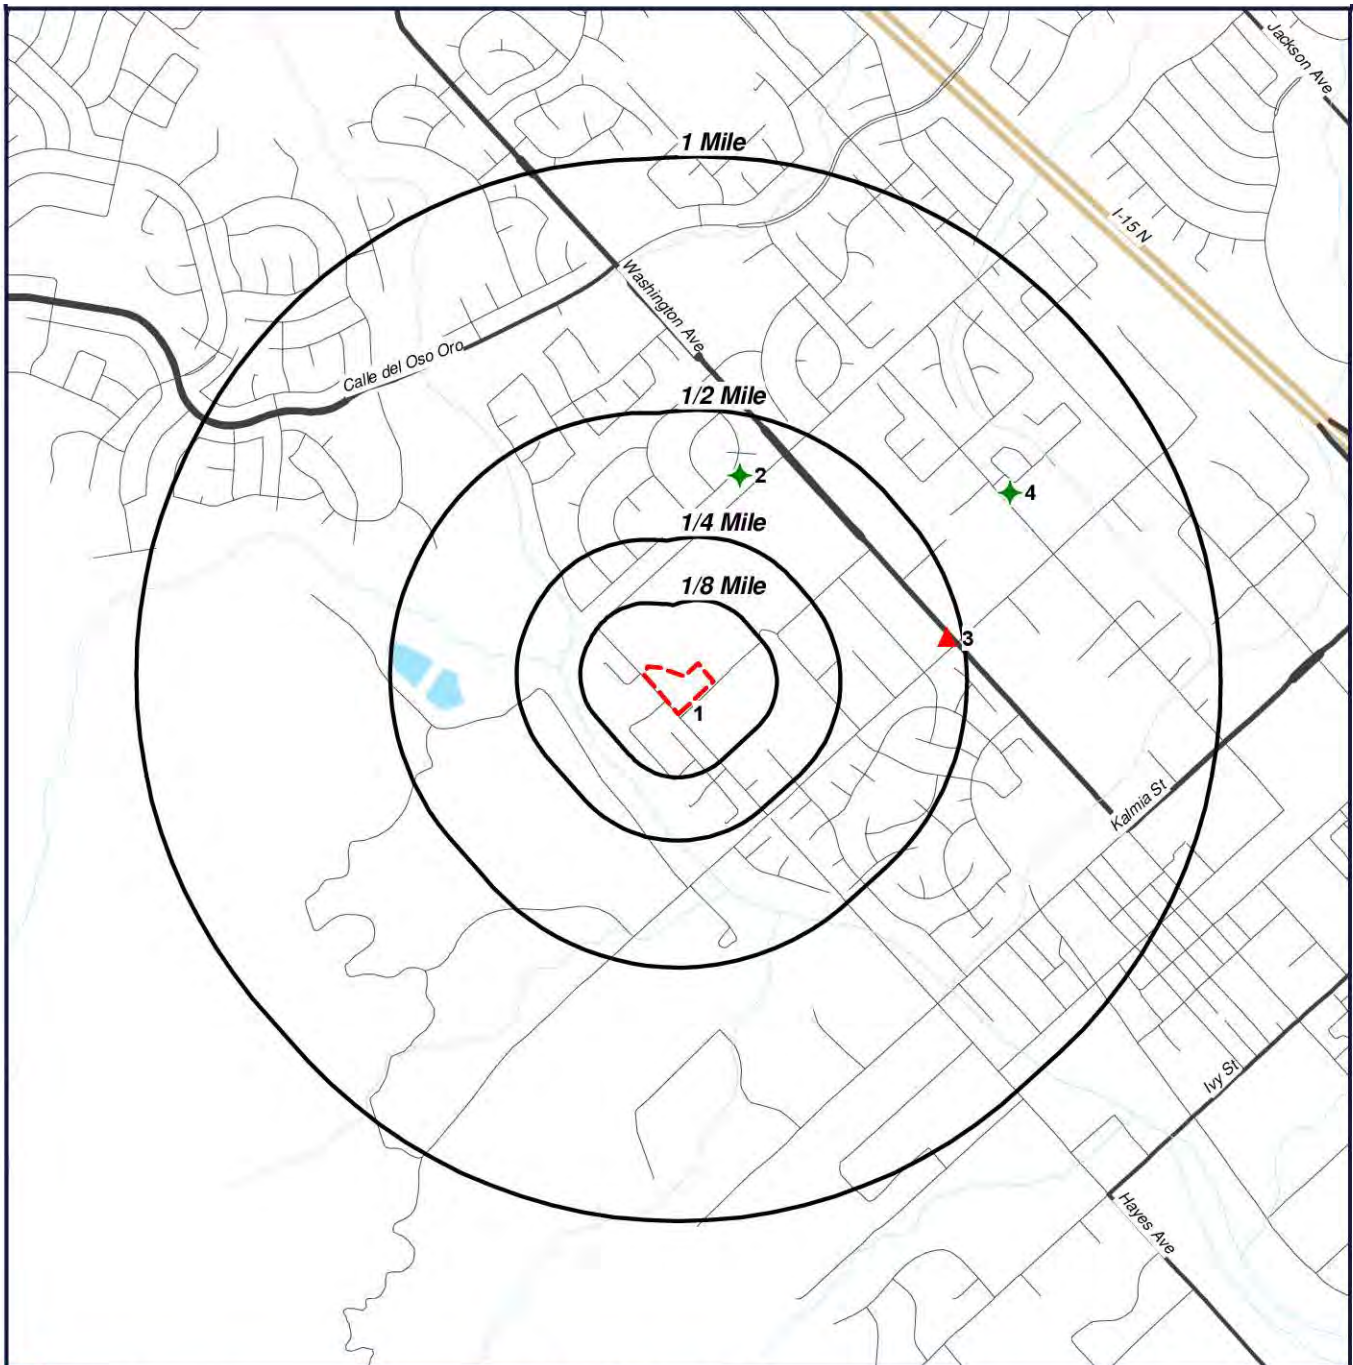 Jackson Ave
1 Mile
I-15 N
Washington Ave
Calle del Oso Oro
1/2 Mile
2
4
1/4 Mile
1/8 Mile
3
1
Kalmia St
Ivy St
Hayes Ave